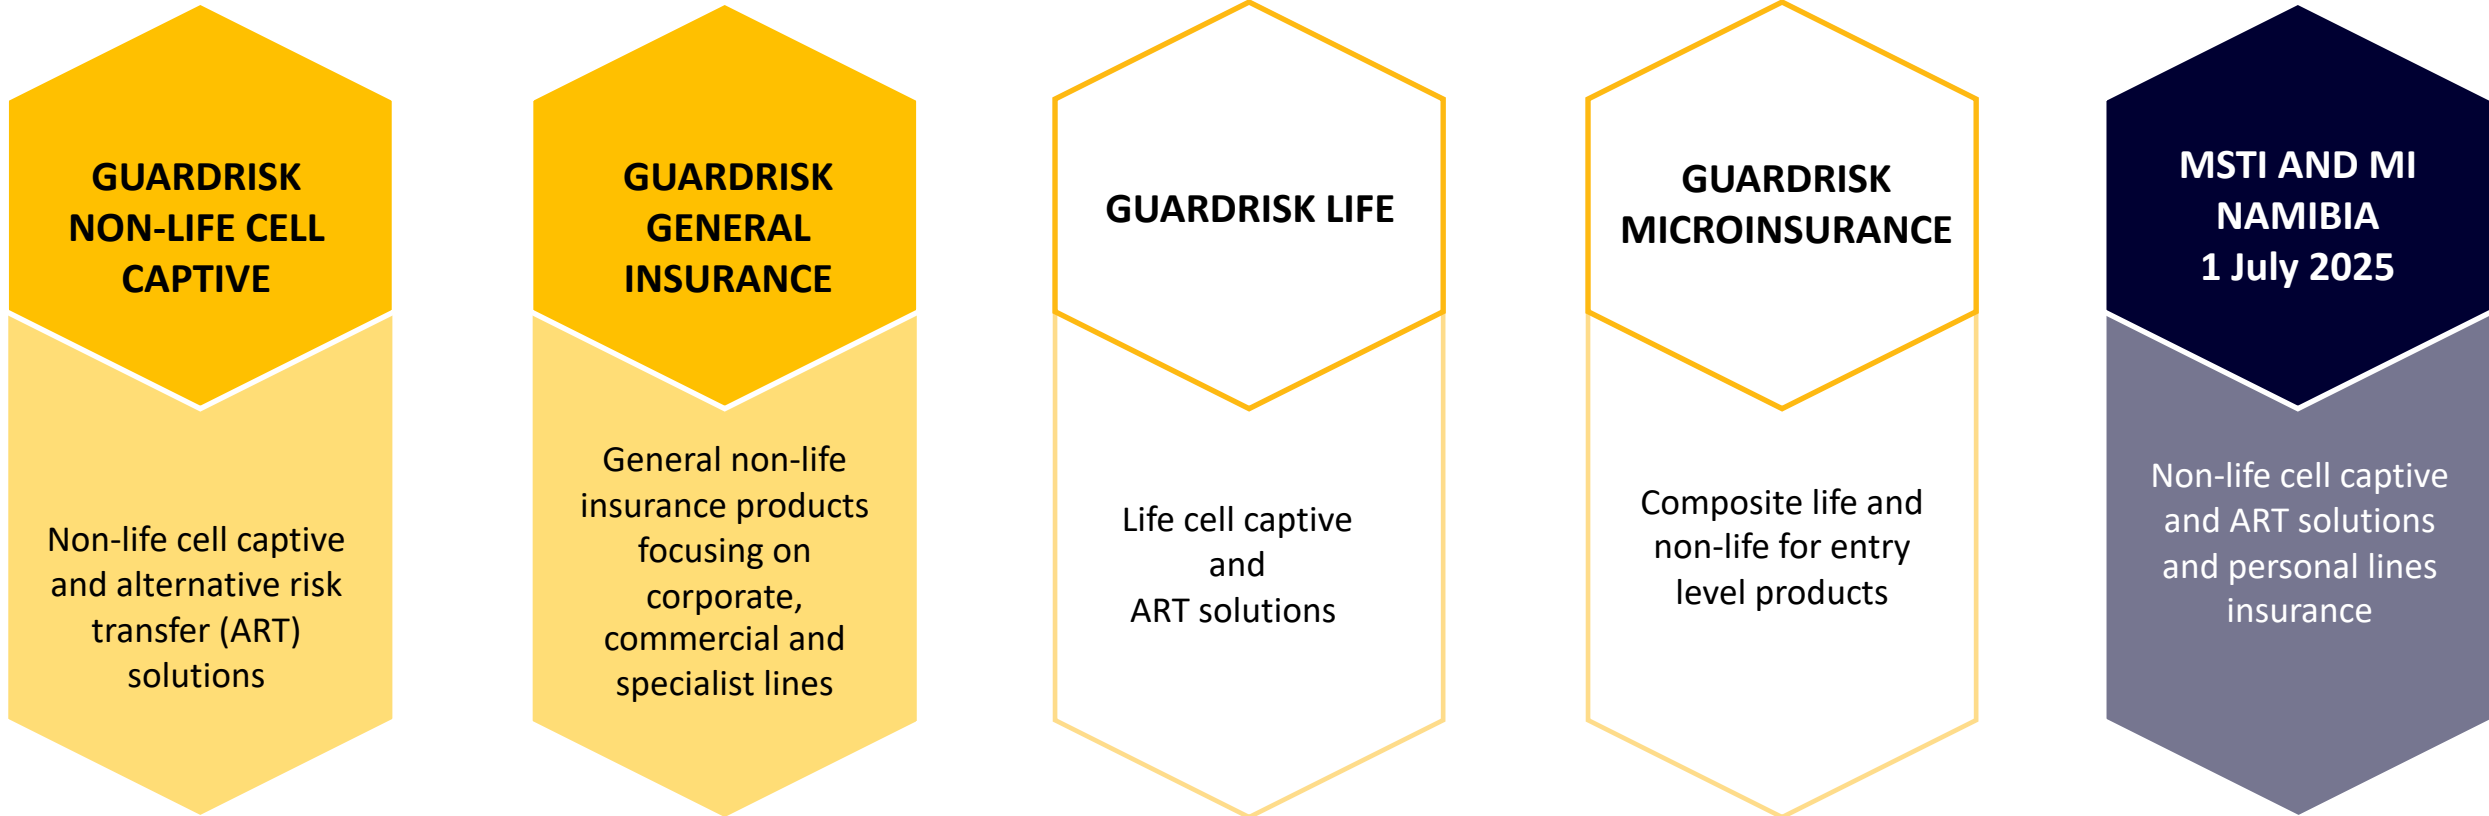 GUARDRISK
NON-LIFE CELL
CAPTIVE
Non-life cell captive
and alternative risk
transfer (ART)
solutions
GUARDRISK
GENERAL
INSURANCE
General non-life
insurance products
focusing on
corporate,
commercial and
specialist lines
GUARDRISK LIFE
Life cell captive
and
ART solutions
GUARDRISK
MICROINSURANCE
Composite life and
non-life for entry
level products
MSTI AND MI
NAMIBIA
1 July 2025
Non-life cell captive
and ART solutions
and personal lines
insurance